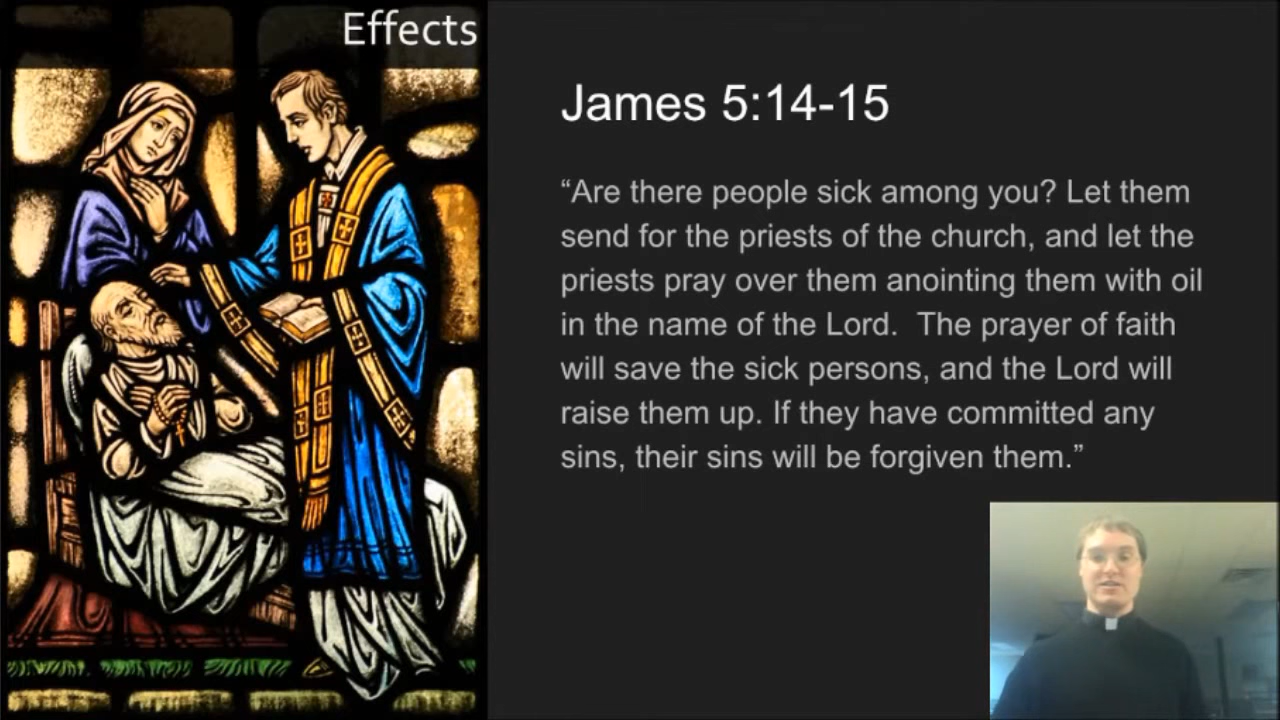 Effects
James 5:14-15
“Are there people sick among you? Let them
send for the priests of the church, and let the
priests pray over them anointing them with oil
in the name of the Lord.  The prayer of faith
will save the sick persons, and the Lord will
raise them up. If they have committed any
sins, their sins will be forgiven them.”